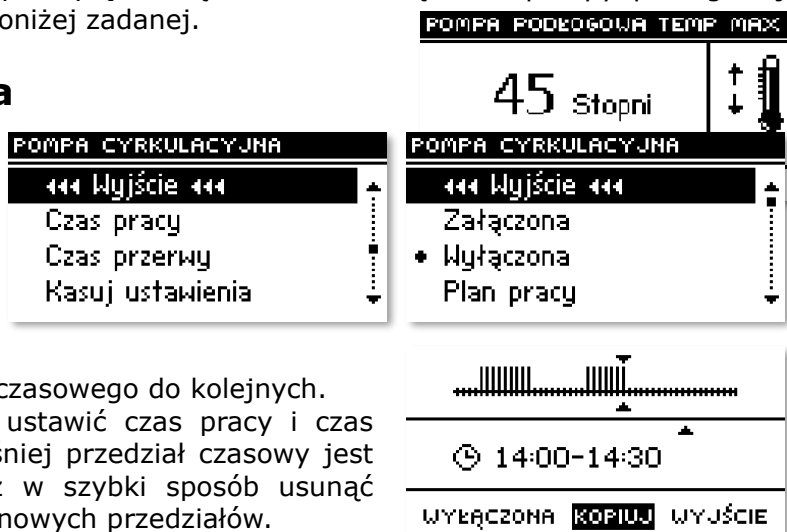 oniżej zadanej.
POMPA PODŁOGOWA TEMP MAX
45 Stopni
a
POMPA CYRKULACYJNA
Wyjście
Czas pracy
Czas przerwy
Kasuj ustawienia
POMPA CYRKULACYJNA
Wyjście
Załączona
Wyłączona
Plan pracy
czasowego do kolejnych.
ustawić czas pracy i czas
śniej przedział czasowy jest
ż w szybki sposób usunąć
nowych przedziałów.
14:00-14:30
WYŁĄCZONA KOPIUJ WYJŚCIE